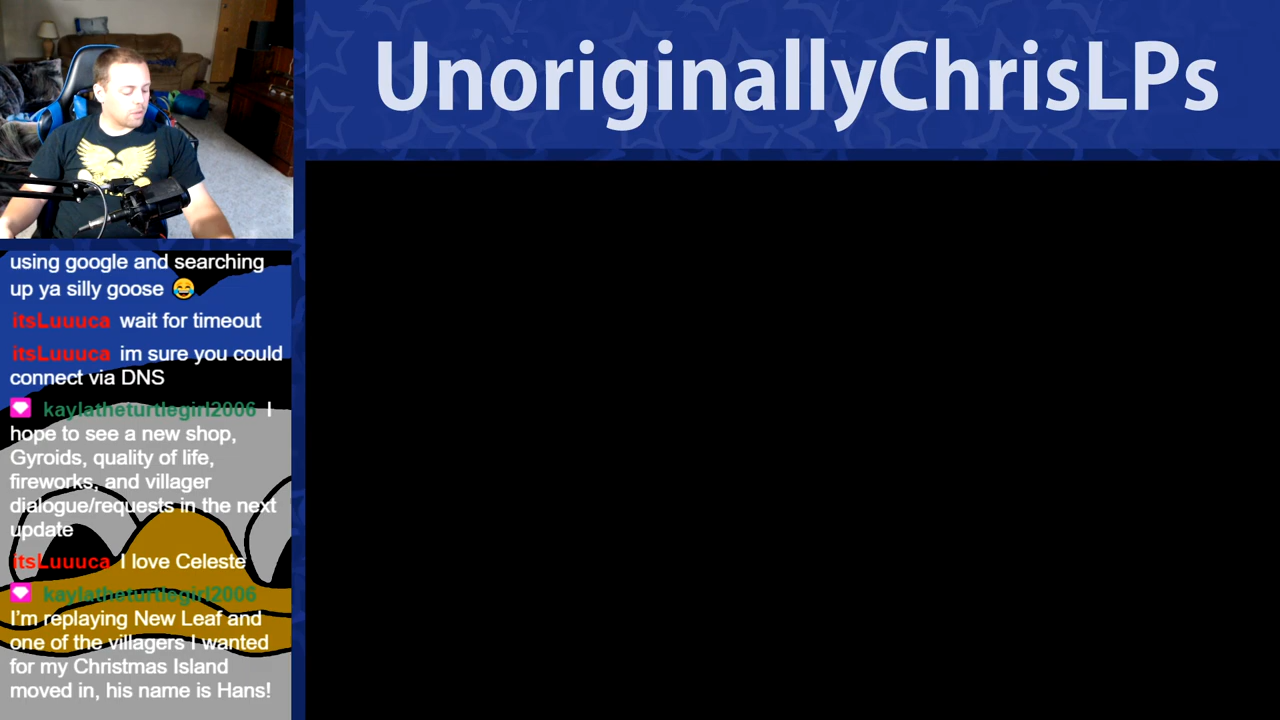 UnoriginallyChrisLPs
using google and searching
up ya silly goose 😂
itsLuuuca wait for timeout
itsLuuuca im sure you could
connect via DNS
kaylatheturtlegirl2006 I
hope to see a new shop,
Gyroids, quality of life,
fireworks, and villager
dialogue/requests in the next
update
itsLuuuca I love Celeste
kaylatheturtlegirl2006
I'm replaying New Leaf and
one of the villagers I wanted
for my Christmas Island
moved in, his name is Hans!